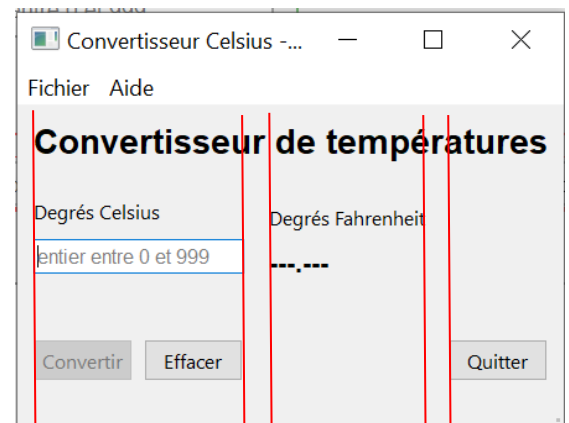 Convertisseur Celsius -...
Fichier Aide
Convertisseur de températures
Degrés Celsius
Degrés Fahrenheit
entier entre 0 et 999
---.---
Convertir
Effacer
Quitter